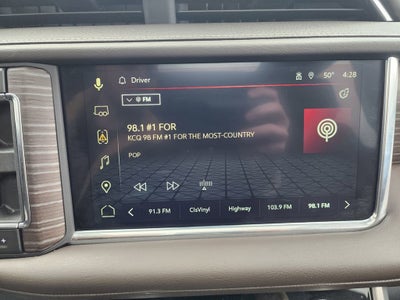 Driver
50°
4:28
FM
98.1 #1 FOR
KCQ 98 FM #1 FOR THE MOST-COUNTRY
POP
91.3 FM
ClsVinyl
Highway
103.9 FM
98.1 FM